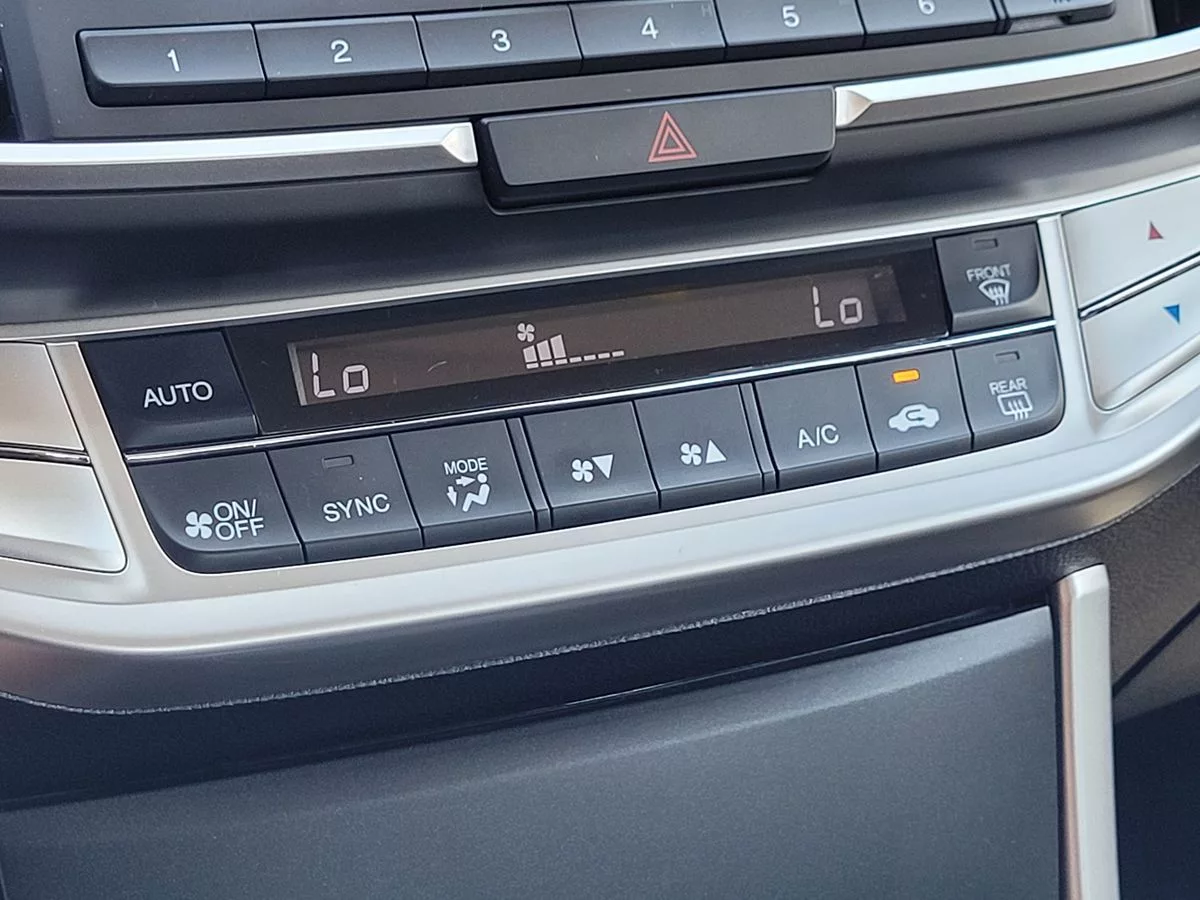 1 2 3 4 5 6
FRONT
Lo Lo
AUTO
REAR
A/C
MODE
SYNC
ON/
OFF